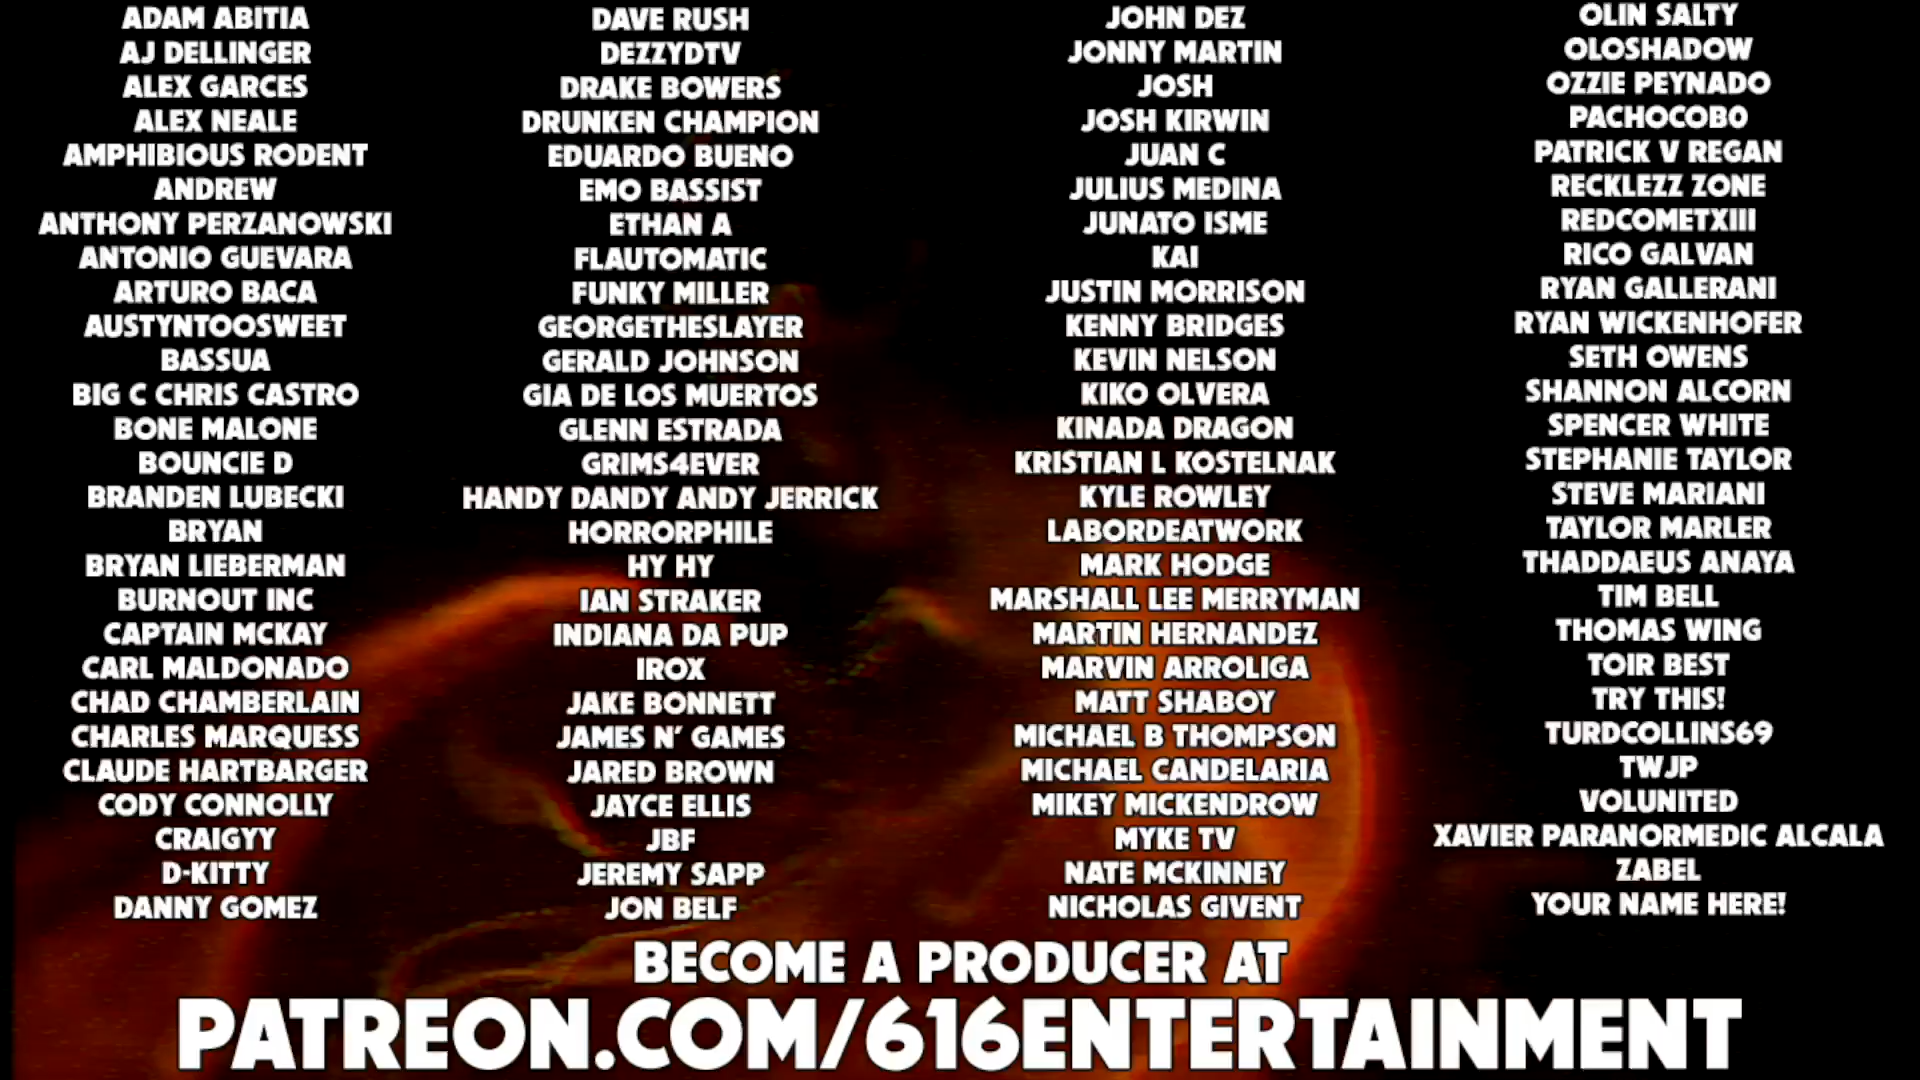 ADAM ABITIA
AJ DELLINGER
ALEX GARCES
ALEX NEALE
AMPHIBIOUS RODENT
ANDREW
ANTHONY PERZANOWSKI
ANTONIO GUEVARA
ARTURO BACA
AUSTYNTOOSWEET
BASSUA
BIG C CHRIS CASTRO
BONE MALONE
BOUNCIE D
BRANDEN LUBECKI
BRYAN
BRYAN LIEBERMAN
BURNOUT INC
CAPTAIN MCKAY
CARL MALDONADO
CHAD CHAMBERLAIN
CHARLES MARQUESS
CLAUDE HARTBARGER
CODY CONNOLLY
CRAIGYY
D-KITTY
DANNY GOMEZ
DAVE RUSH
DEZZYDTV
DRAKE BOWERS
DRUNKEN CHAMPION
EDUARDO BUENO
EMO BASSIST
ETHAN A
FLAUTOMATIC
FUNKY MILLER
GEORGETHESLAYER
GERALD JOHNSON
GIA DE LOS MUERTOS
GLENN ESTRADA
GRIMS4EVER
HANDY DANDY ANDY JERRICK
HORRORPHILE
HY HY
IAN STRAKER
INDIANA DA PUP
IROX
JAKE BONNETT
JAMES N' GAMES
JARED BROWN
JAYCE ELLIS
JBF
JEREMY SAPP
JON BELF
JOHN DEZ
JONNY MARTIN
JOSH
JOSH KIRWIN
JUAN C
JULIUS MEDINA
JUNATO ISME
KAI
JUSTIN MORRISON
KENNY BRIDGES
KEVIN NELSON
KIKO OLVERA
KINADA DRAGON
KRISTIAN L KOSTELNAK
KYLE ROWLEY
LABORDEATWORK
MARK HODGE
MARSHALL LEE MERRYMAN
MARTIN HERNANDEZ
MARVIN ARROLIGA
MATT SHABOY
MICHAEL B THOMPSON
MICHAEL CANDELARIA
MIKEY MICKENDROW
MYKE TV
NATE MCKINNEY
NICHOLAS GIVENT
OLIN SALTY
OLOSHADOW
OZZIE PEYNADO
PACHOCOB0
PATRICK V REGAN
RECKLEZZ ZONE
REDCOMETXIII
RICO GALVAN
RYAN GALLERANI
RYAN WICKENHOFER
SETH OWENS
SHANNON ALCORN
SPENCER WHITE
STEPHANIE TAYLOR
STEVE MARIANI
TAYLOR MARLER
THADDAEUS ANAYA
TIM BELL
THOMAS WING
TOIR BEST
TRY THIS!
TURDCOLLINS69
TWJP
VOLUNITED
XAVIER PARANORMEDIC ALCALA
ZABEL
YOUR NAME HERE!
BECOME A PRODUCER AT
PATREON.COM/616ENTERTAINMENT